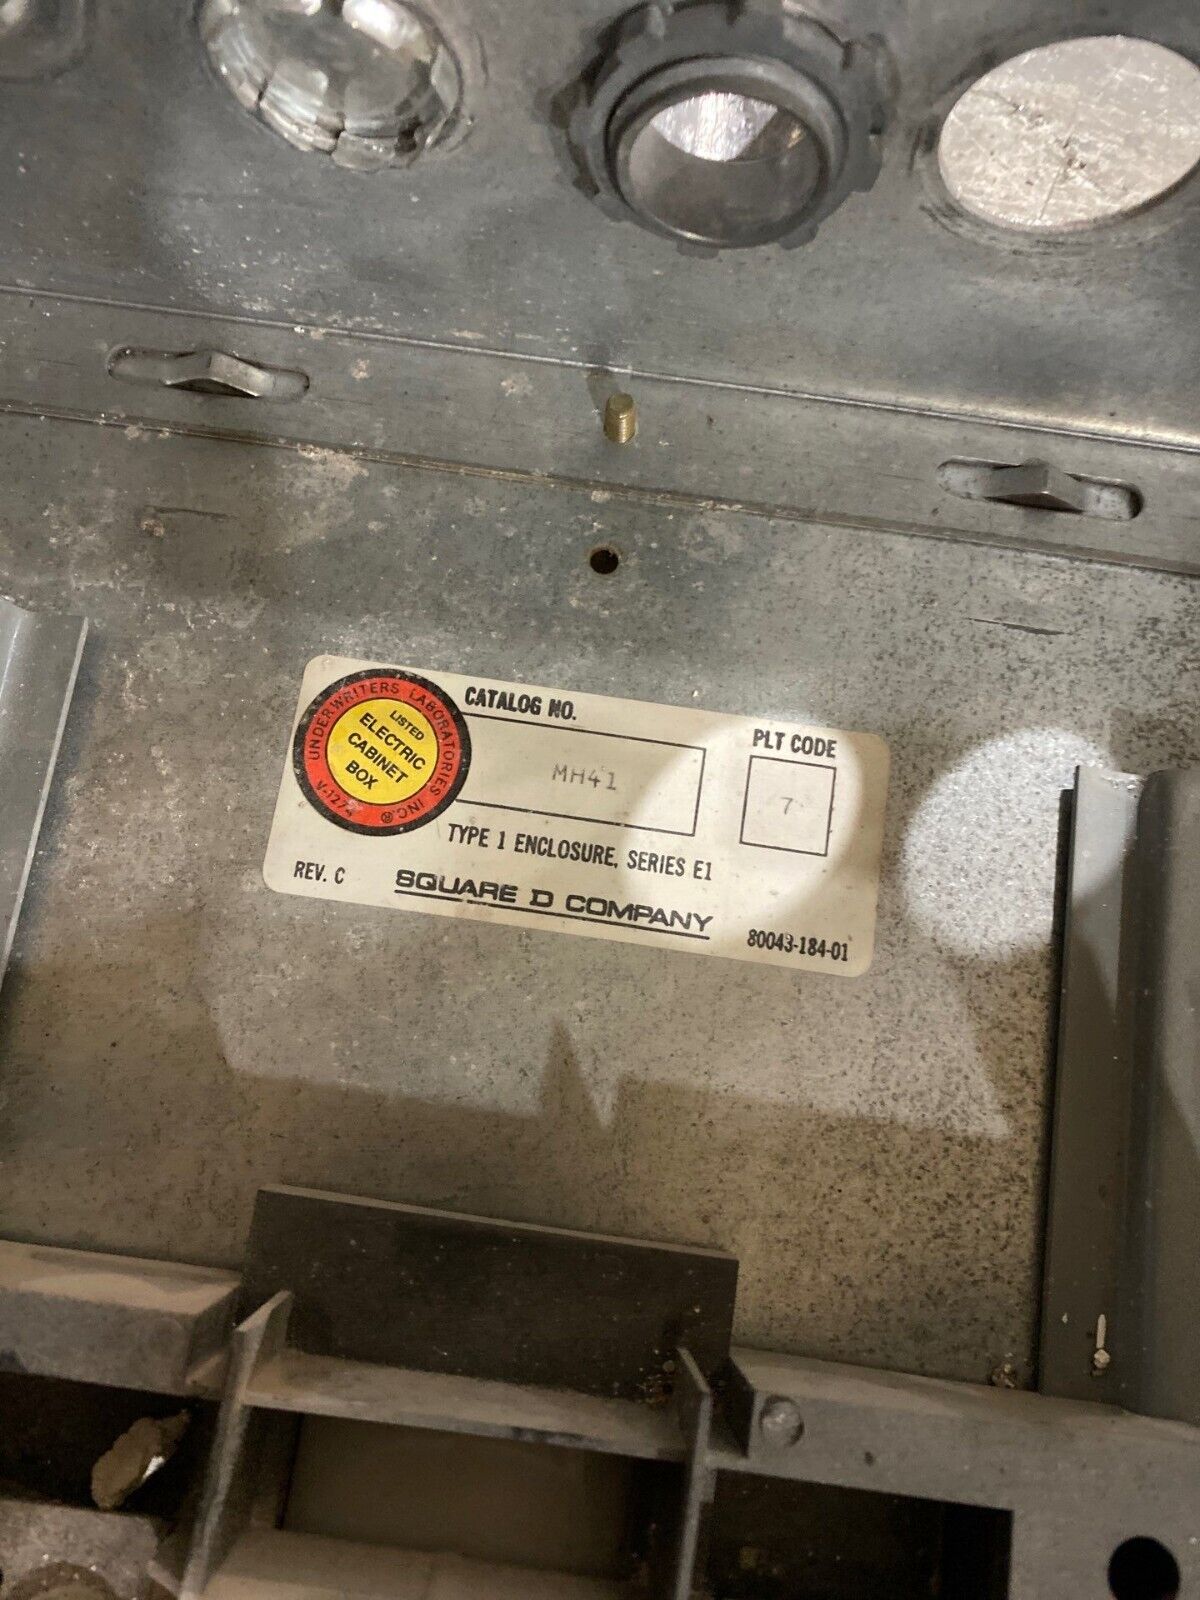 UNDERWRITERS LABORATORIES INC.®
LISTED
ELECTRIC
CABINET
BOX
CATALOG NO.
MH41
PLT CODE
7
TYPE 1 ENCLOSURE, SERIES E1
REV. C
SQUARE D COMPANY
80043-184-01